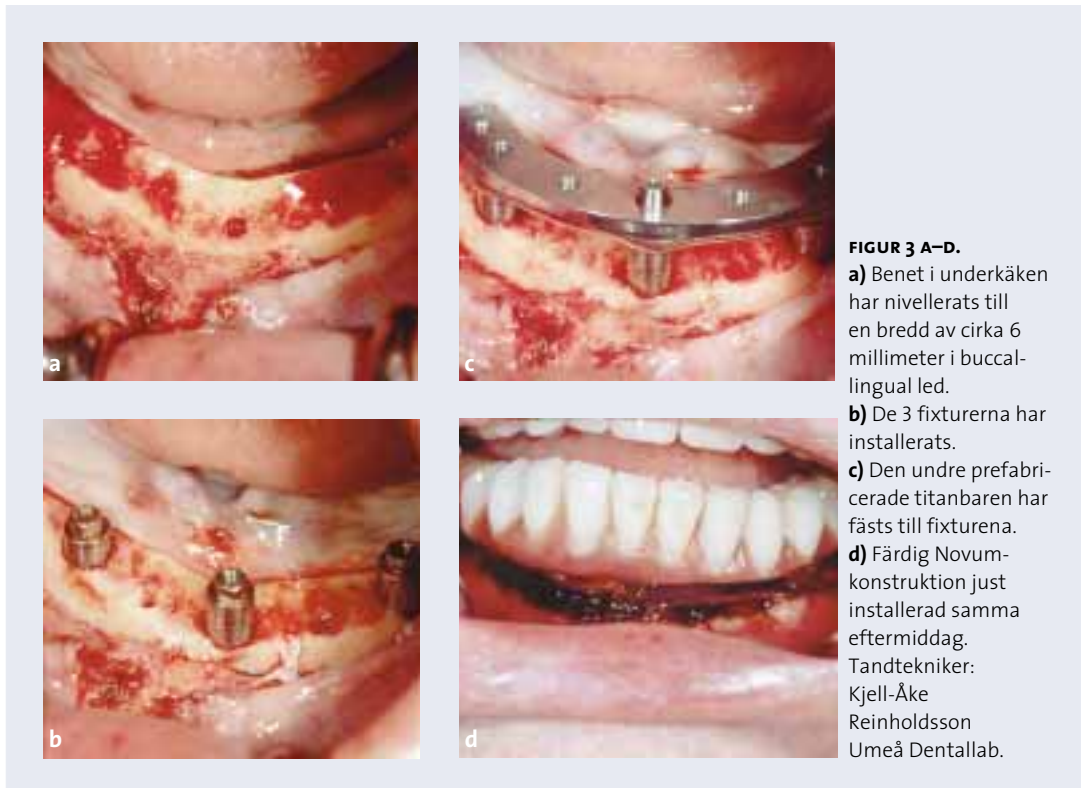 a
c
b
d
FIGUR 3 A–D.
a) Benet i underkäken
har nivellerats till
en bredd av cirka 6
millimeter i buccal-
lingual led.
b) De 3 fixturerna har
installerats.
c) Den undre prefabri-
cerade titanbaren har
fästs till fixturena.
d) Färdig Novum-
konstruktion just
installerad samma
eftermiddag.
Tandtekniker:
Kjell-Åke
Reinholdsson
Umeå Dentallab.